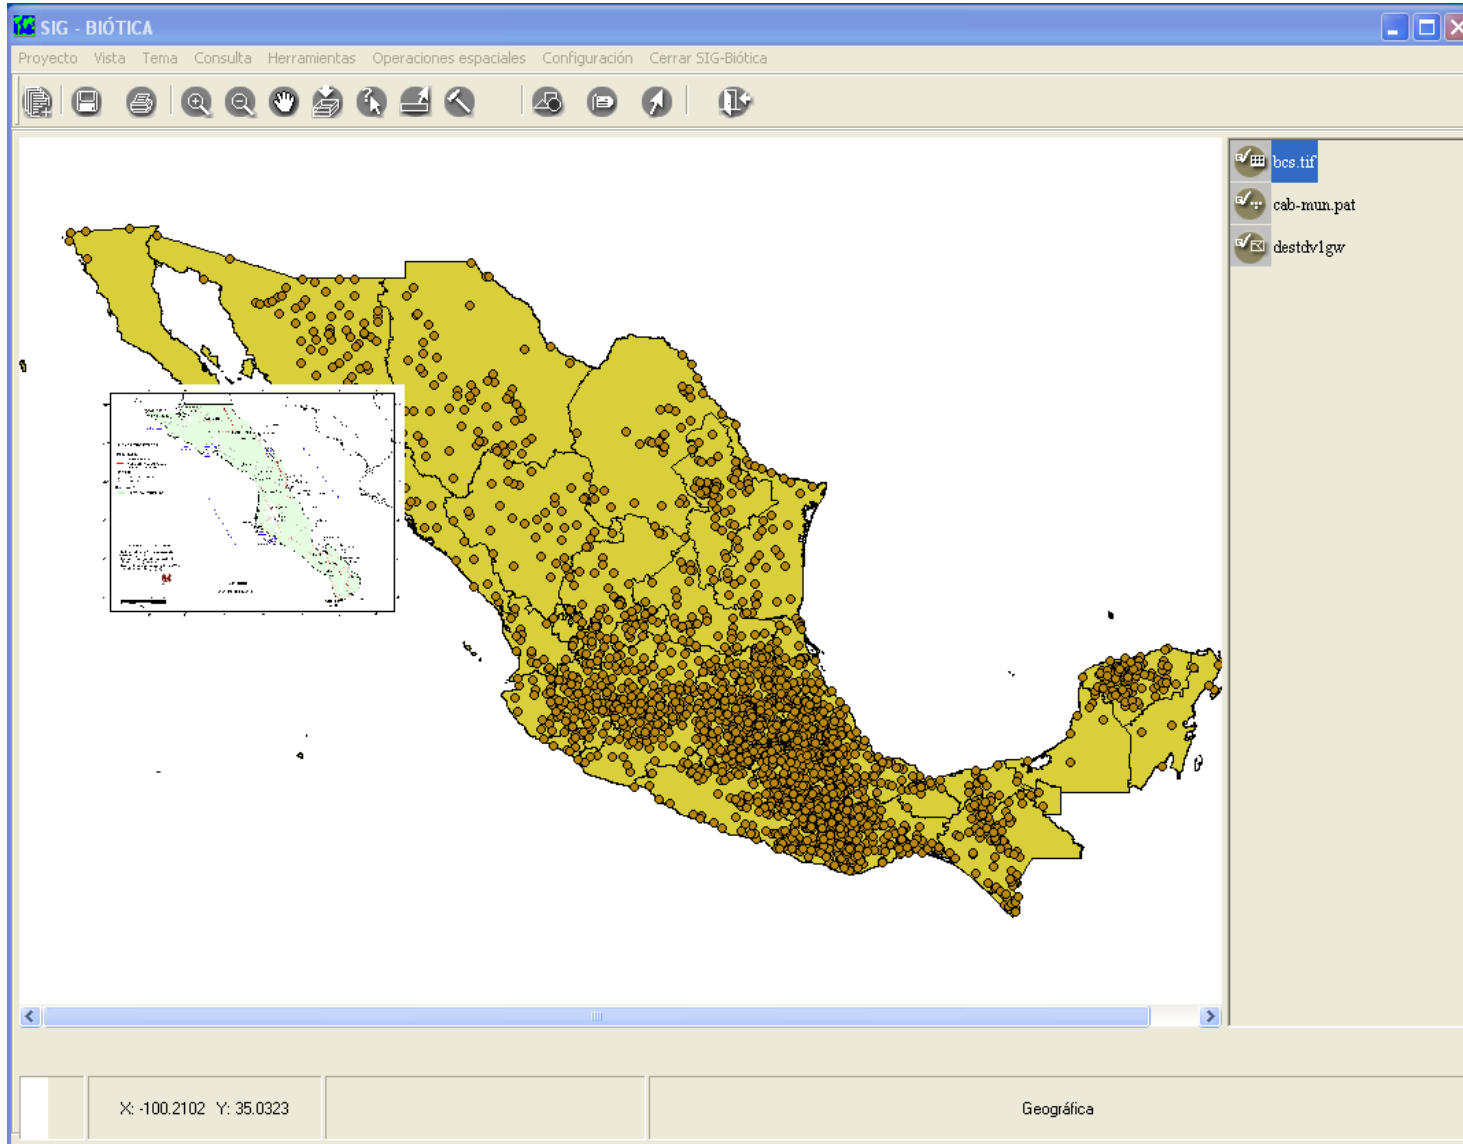 SIG - BIÓTICA
Proyecto Vista Tema Consulta Herramientas Operaciones espaciales Configuración Cerrar SIG-Biótica
bcs.tif
cab-mun.pat
destdv1gw
X: -100.2102 Y: 35.0323
Geográfica